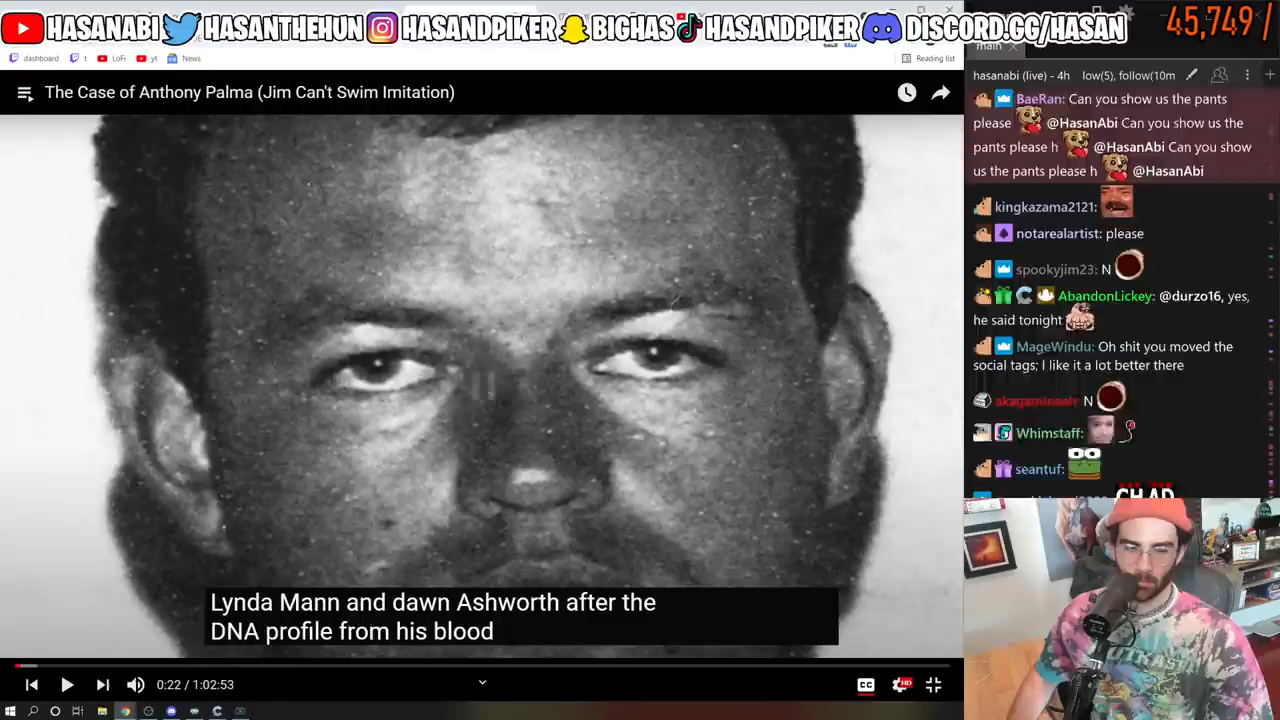 HASANABI HASANTHEHUN HASANDPIKER BIGHAS HASANDPIKER DISCORD.GG/HASAN
45,749 /
dashboard t LoFi yt News Reading list
main
The Case of Anthony Palma (Jim Can't Swim Imitation)
Lynda Mann and dawn Ashworth after the
DNA profile from his blood
0:22 / 1:02:53
CC HD
hasanabi (live) - 4h low(5), follow(10m
BaeRan: Can you show us the pants
please @HasanAbi Can you show us the
pants please h @HasanAbi Can you show
us the pants please h @HasanAbi
kingkazama2121:
notarealartist: please
spookyjim23: N
AbandonLickey: @durzo16, yes,
he said tonight
MageWindu: Oh shit you moved the
social tags; I like it a lot better there
N
Whimstaff:
seantuf: